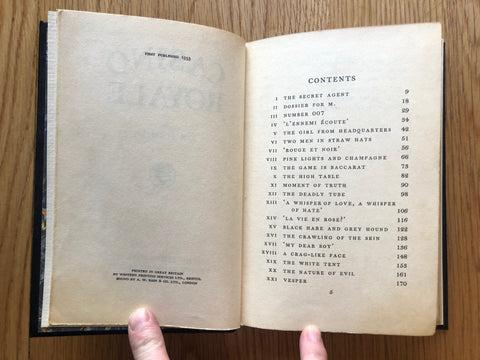 FIRST PUBLISHED 1953
CASINO
ROYALE
PRINTED IN GREAT BRITAIN
BY WESTERN PRINTING SERVICES LTD., BRISTOL
BOUND BY A. W. BAIN & CO. LTD., LONDON
CONTENTS
I THE SECRET AGENT 9
II DOSSIER FOR M. 18
III NUMBER 007 29
IV 'L'ENNEMI ÉCOUTE' 34
V THE GIRL FROM HEADQUARTERS 42
VI TWO MEN IN STRAW HATS 51
VII 'ROUGE ET NOIR' 56
VIII PINK LIGHTS AND CHAMPAGNE 66
IX THE GAME IS BACCARAT 73
X THE HIGH TABLE 82
XI MOMENT OF TRUTH 90
XII THE DEADLY TUBE 98
XIII 'A WHISPER OF LOVE, A WHISPER
OF HATE' 106
XIV 'LA VIE EN ROSE?' 116
XV BLACK HARE AND GREY HOUND 122
XVI THE CRAWLING OF THE SKIN 128
XVII 'MY DEAR BOY' 136
XVIII A CRAG-LIKE FACE 148
XIX THE WHITE TENT 153
XX THE NATURE OF EVIL 161
XXI VESPER 170
5